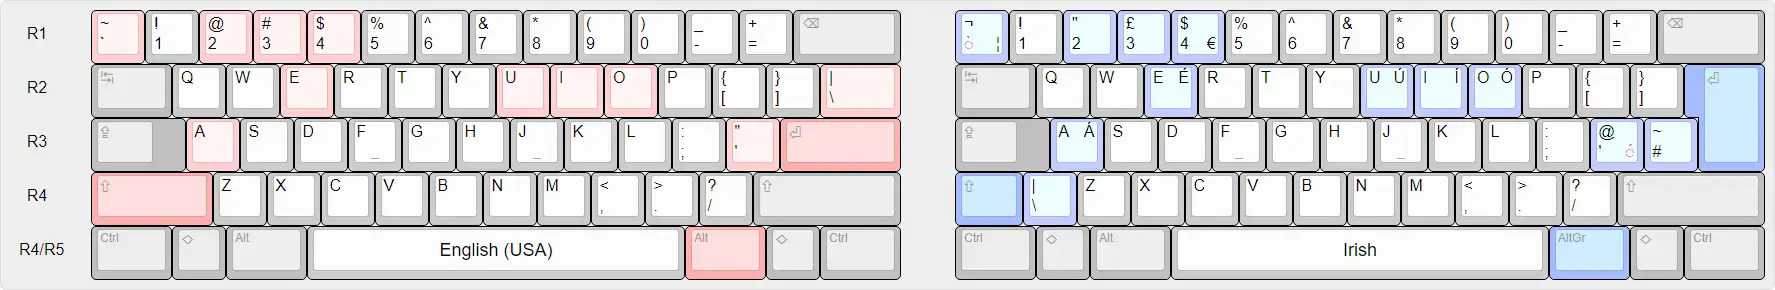 R1
~ ! @ # $ % ^ & * ( ) _ + ⌫
` 1 2 3 4 5 6 7 8 9 0 - =
¬ ! " £ $ % ^ & * ( ) _ + ⌫
◌̀ ¦ 1 2 3 4 € 5 6 7 8 9 0 - =
R2
↹ Q W E R T Y U I O P { } |
[ ] \
↹ Q W E É R T Y U Ú I Í O Ó P { } ⏎
[ ]
R3
⇪ A S D F G H J K L : " ⏎
_ _ ; '
⇪ A Á S D F G H J K L : @ ~
_ _ ; ' ◌́ #
R4
⇧ Z X C V B N M < > ? ⇧
, . /
⇧ | Z X C V B N M < > ? ⇧
\ , . /
R4/R5
Ctrl ◇ Alt English (USA) Alt ◇ Ctrl
Ctrl ◇ Alt Irish AltGr ◇ Ctrl